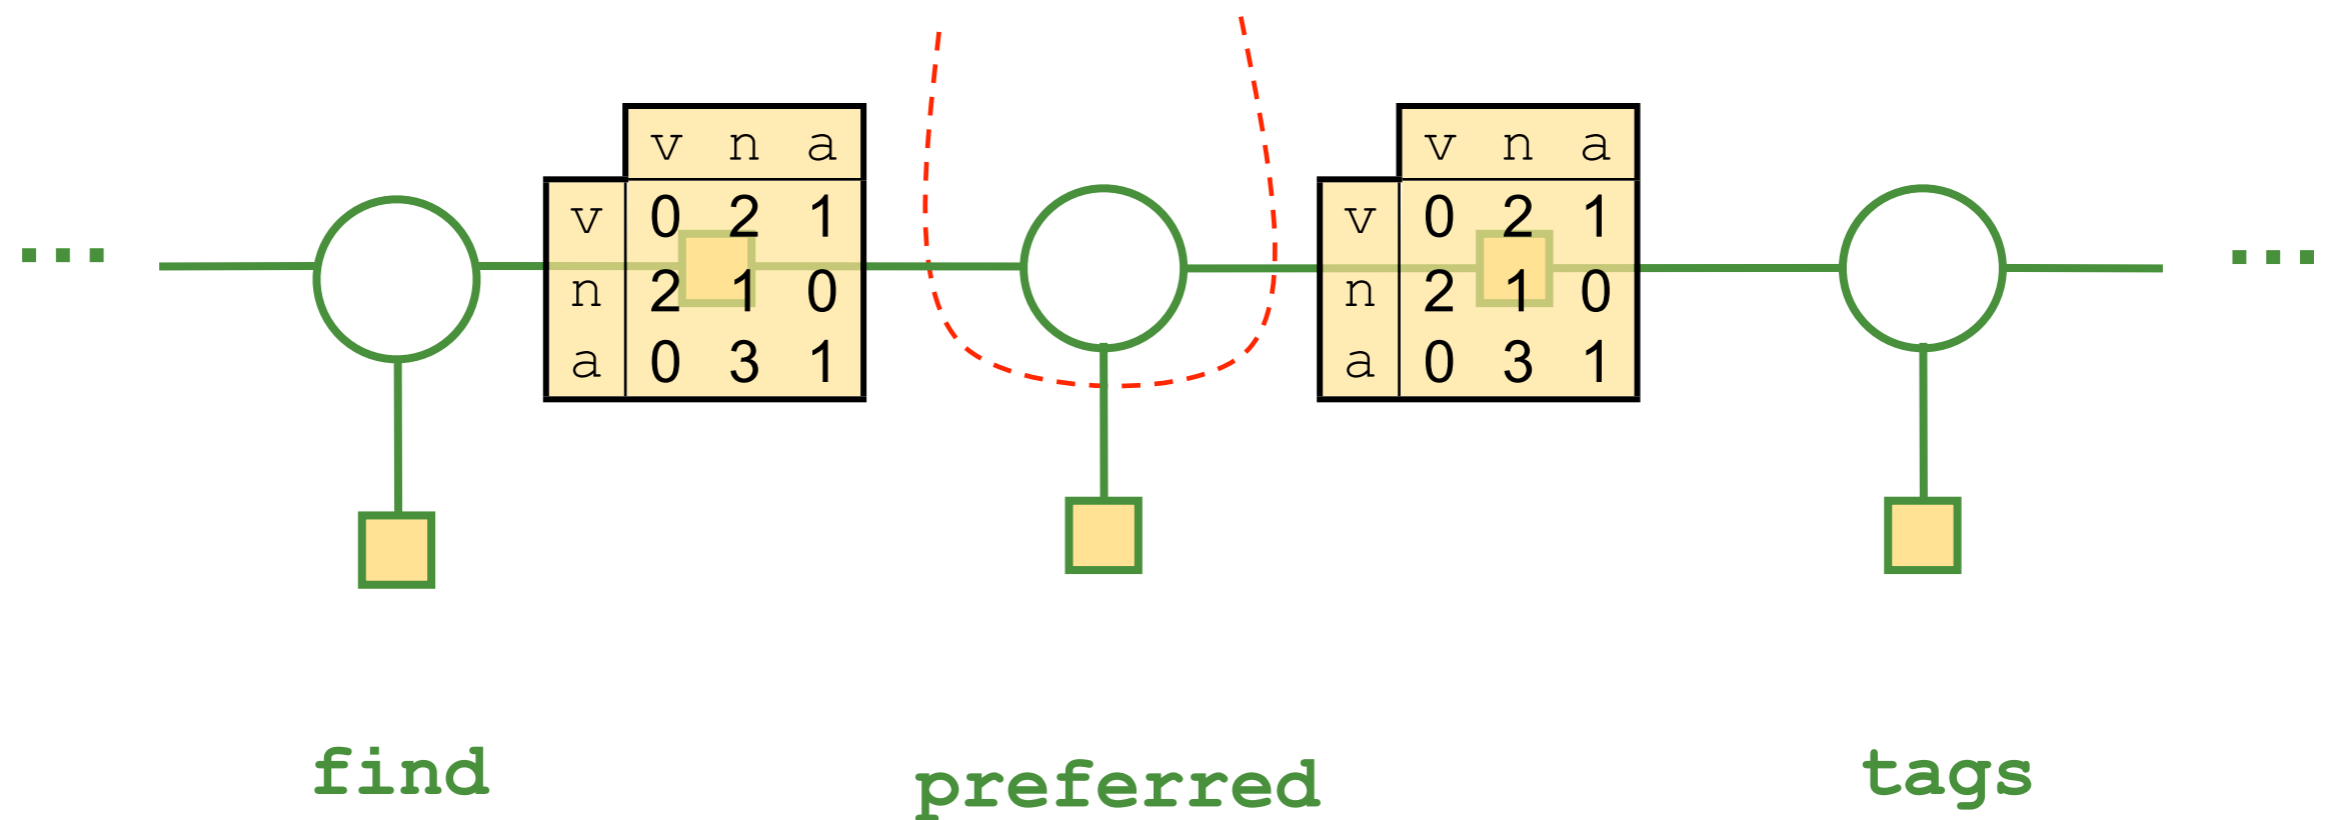 v n a
v 0 2 1
n 2 1 0
a 0 3 1
v n a
v 0 2 1
n 2 1 0
a 0 3 1
... ...
find preferred tags